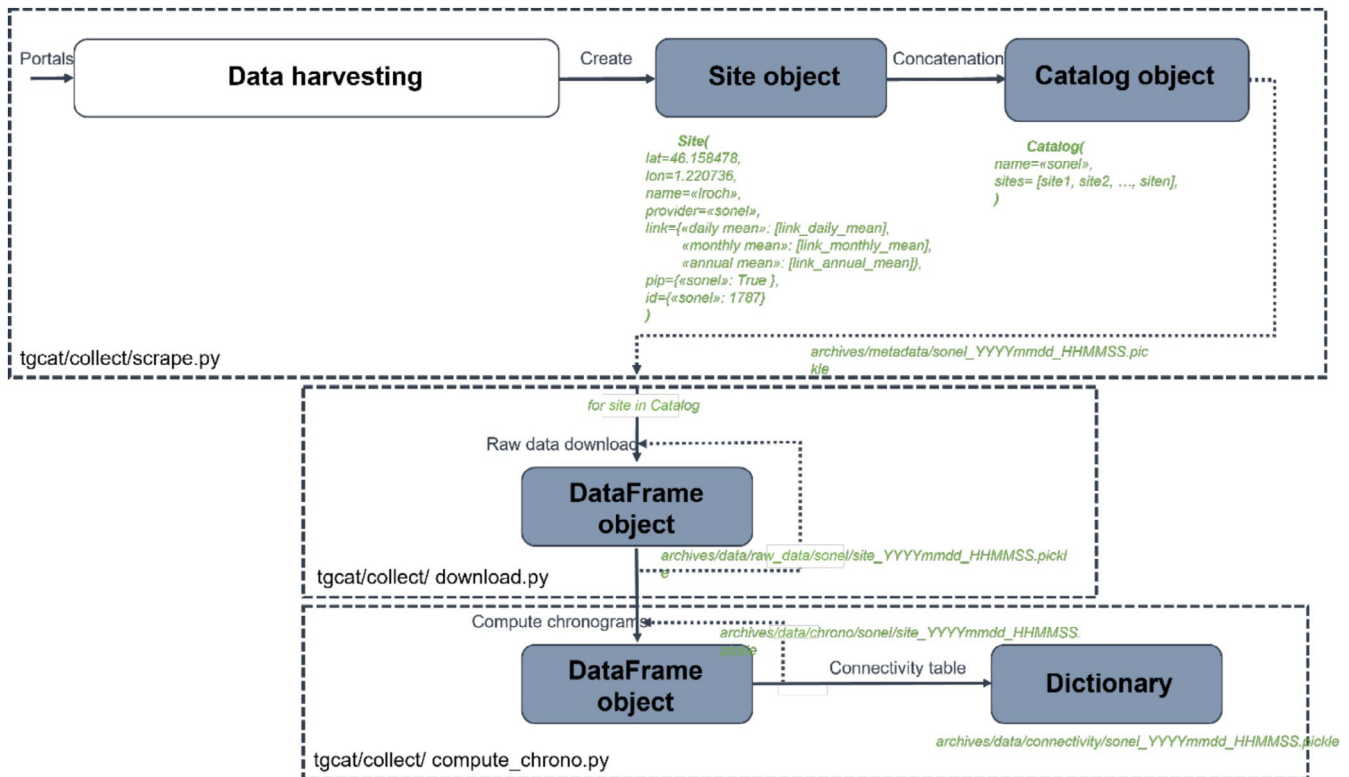 Portals
Data harvesting
Create
Site object
Concatenation
Catalog object
Site(
lat=46.158478,
lon=1.220736,
name=«lroch»,
provider=«sonel»,
link={«daily mean»: [link_daily_mean],
«monthly mean»: [link_monthly_mean],
«annual mean»: [link_annual_mean]},
pip={«sonel»: True },
id={«sonel»: 1787}
)
Catalog(
name=«sonel»,
sites= [site1, site2, ..., siten],
)
tgcat/collect/scrape.py
archives/metadata/sonel_YYYYmmdd_HHMMSS.pic
kle
for site in Catalog
Raw data download
DataFrame
object
archives/data/raw_data/sonel/site_YYYYmmdd_HHMMSS.pickl
e
tgcat/collect/ download.py
Compute chronograms
archives/data/chrono/sonel/site_YYYYmmdd_HHMMSS.
pickle
DataFrame
object
Connectivity table
Dictionary
archives/data/connectivity/sonel_YYYYmmdd_HHMMSS.pickle
tgcat/collect/ compute_chrono.py